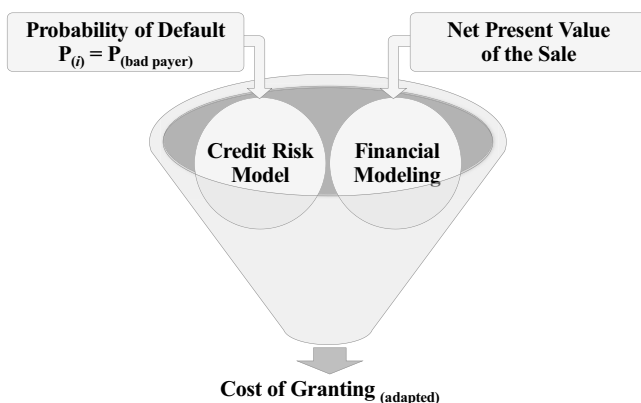 Probability of Default
P(i) = P(bad payer)
Net Present Value
of the Sale
Credit Risk
Model
Financial
Modeling
Cost of Granting (adapted)